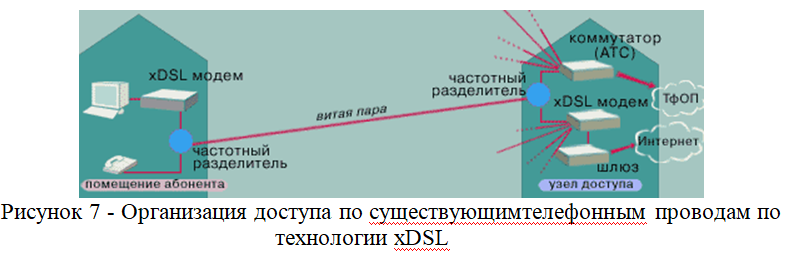 коммутатор
(АТС)
xDSL модем
частотный
разделитель
ТфОП
витая пара
xDSL модем
Интернет
частотный
разделитель
шлюз
помещение абонента
узел доступа
Рисунок 7 - Организация доступа по существующимтелефонным проводам по
технологии xDSL